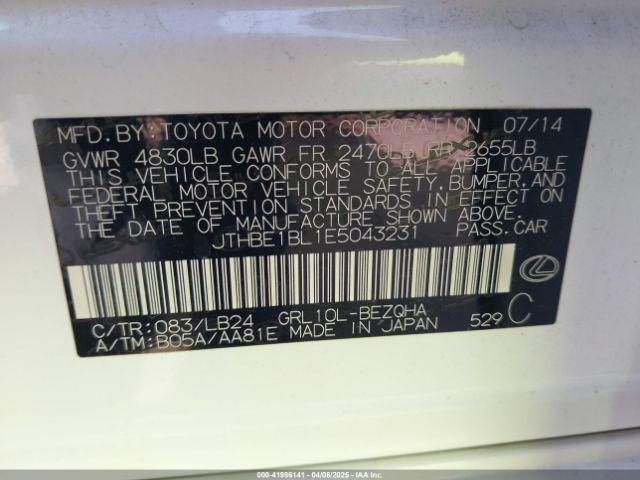 MFD.BY:TOYOTA MOTOR CORPORATION 07/14
GVWR 4830LB GAWR FR 2470LB RR 2655LB
THIS VEHICLE CONFORMS TO ALL APPLICABLE
FEDERAL MOTOR VEHICLE SAFETY,BUMPER,AND
THEFT PREVENTION STANDARDS IN EFFECT ON
THE DATE OF MANUFACTURE SHOWN ABOVE.
JTHBE1BL1E5043231 PASS.CAR
C/TR:083/LB24 GRL10L-BEZQHA
A/TM:B05A/AA81E MADE IN JAPAN 529 C
000-41986141 - 04/08/2025 - IAA Inc.